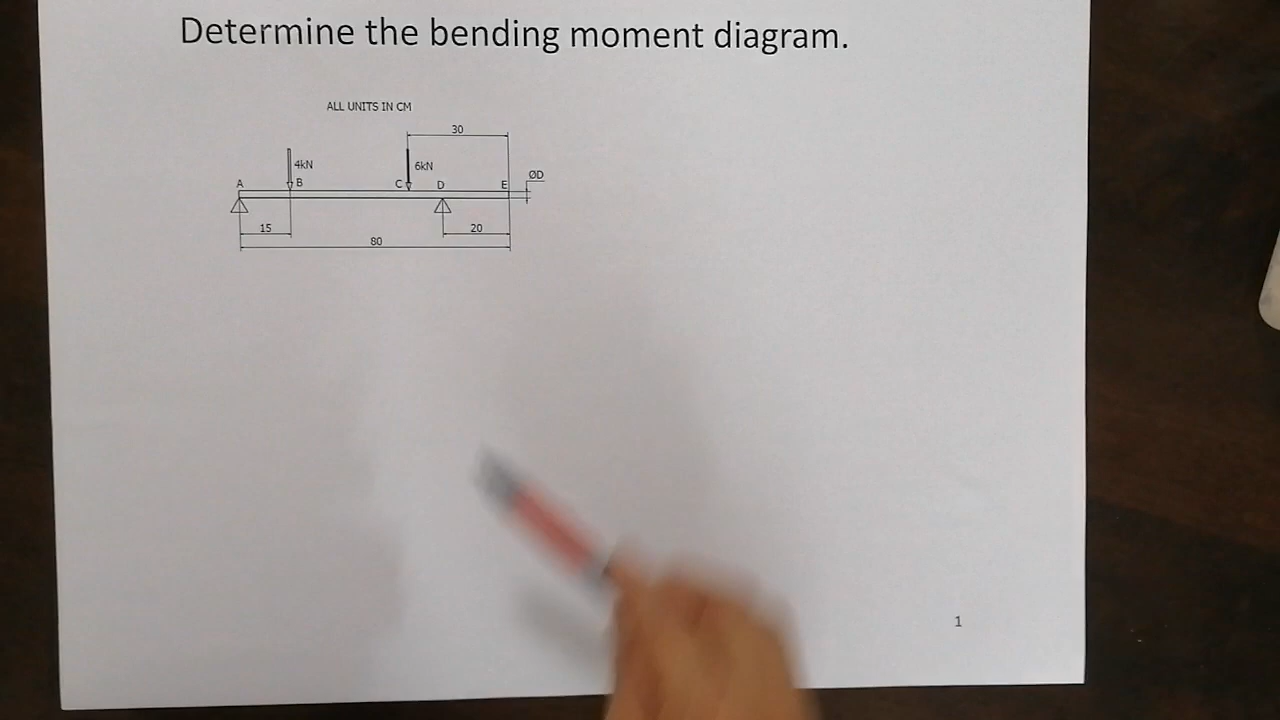 Determine the bending moment diagram.
ALL UNITS IN CM
30
4kN
6kN
ØD
A
B
C
D
E
15
20
80
1